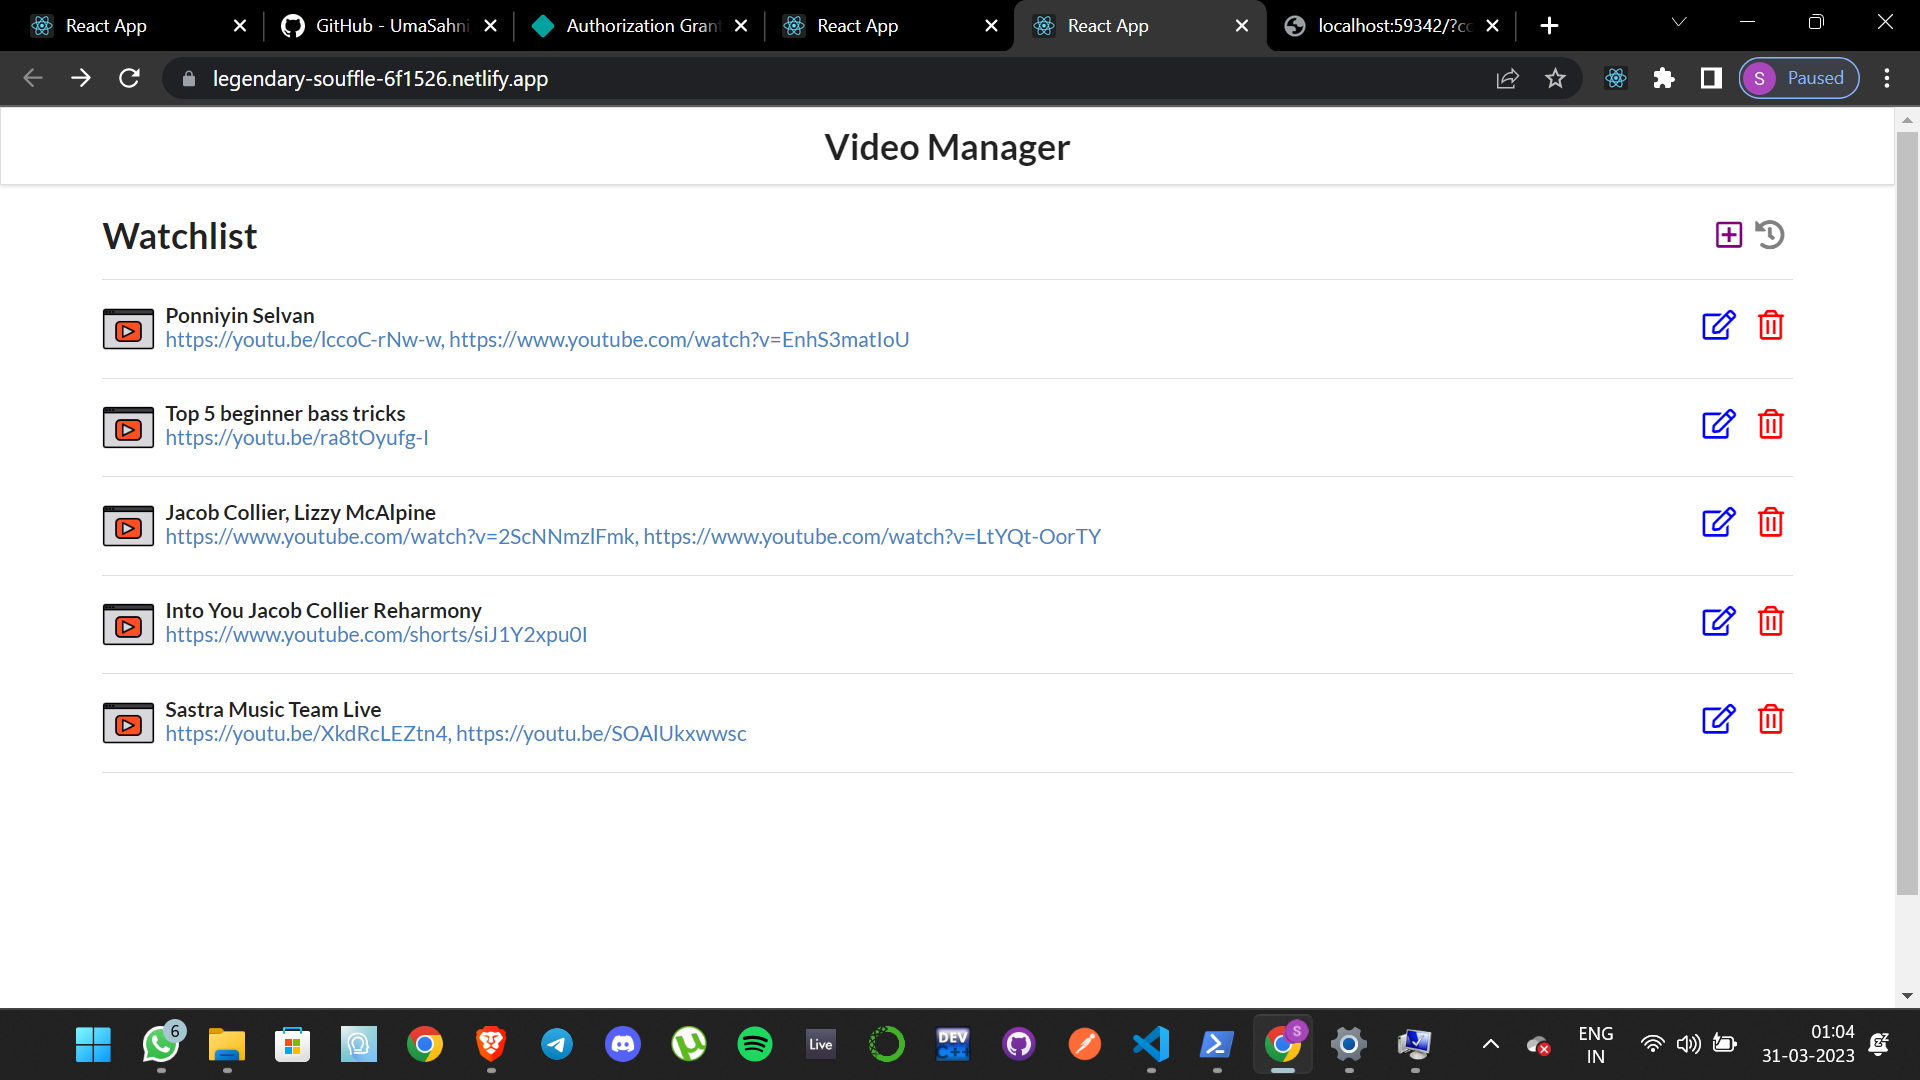 React App
GitHub - UmaSahni
Authorization Gran
React App
React App
localhost:59342/?co
legendary-souffle-6f1526.netlify.app
S Paused
Video Manager
Watchlist
Ponniyin Selvan
https://youtu.be/lccoC-rNw-w, https://www.youtube.com/watch?v=EnhS3matIoU
Top 5 beginner bass tricks
https://youtu.be/ra8tOyufg-I
Jacob Collier, Lizzy McAlpine
https://www.youtube.com/watch?v=2ScNNmzlFmk, https://www.youtube.com/watch?v=LtYQt-OorTY
Into You Jacob Collier Reharmony
https://www.youtube.com/shorts/siJ1Y2xpu0I
Sastra Music Team Live
https://youtu.be/XkdRcLEZtn4, https://youtu.be/SOAlUkxwwsc
6
Live
DEV
C++
S
ENG
IN
01:04
31-03-2023